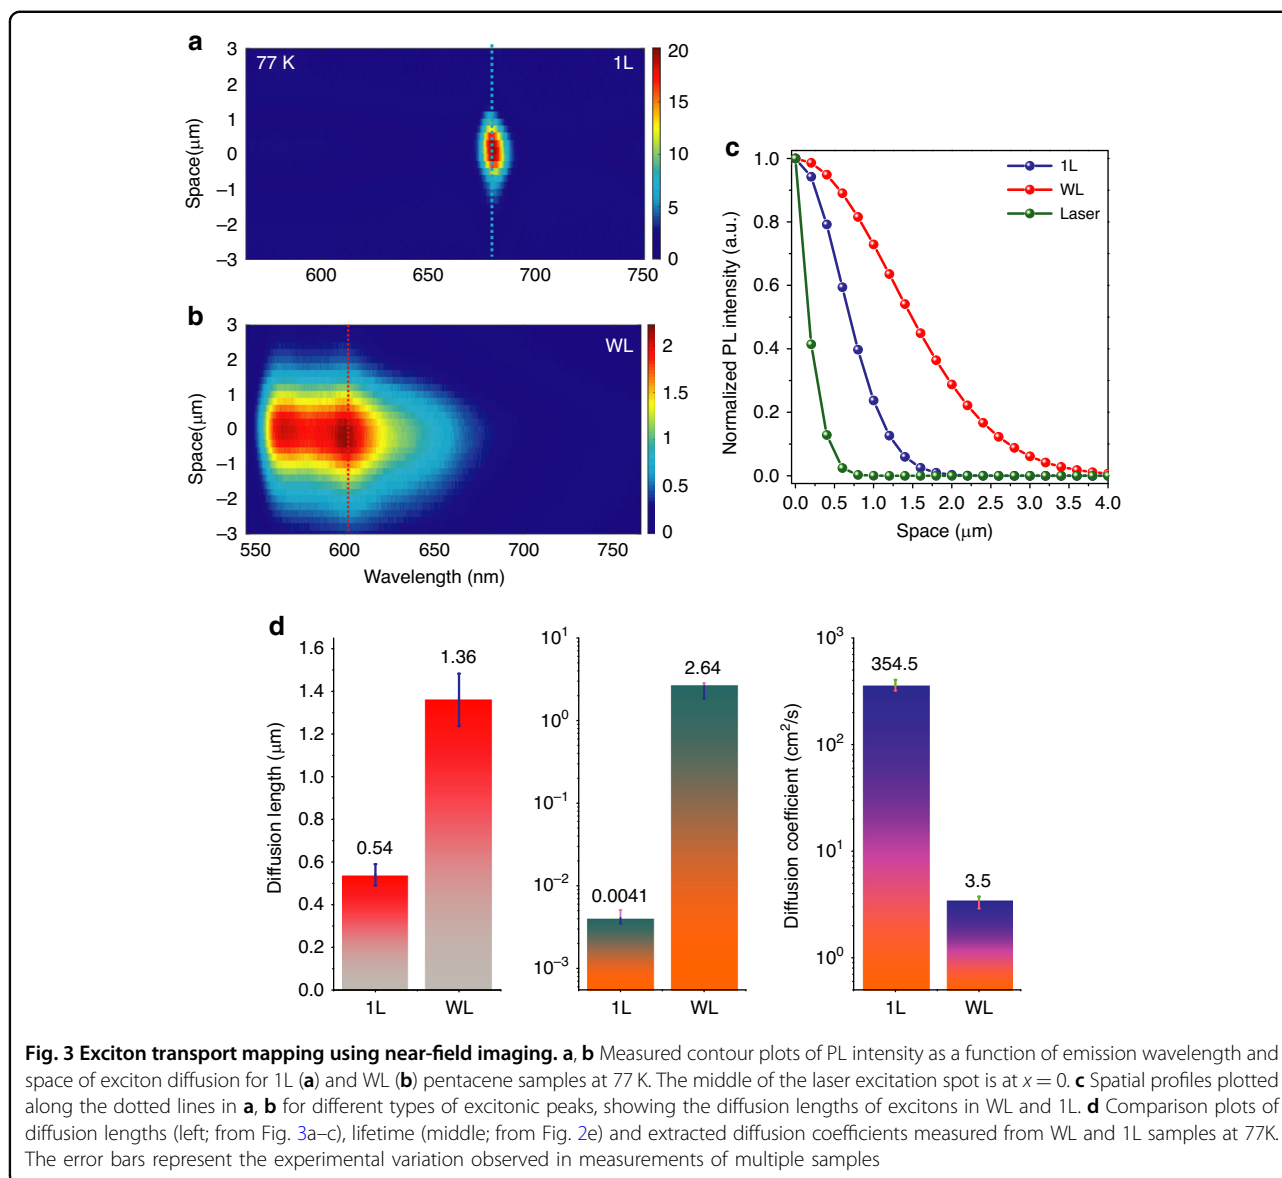 a
3
2
1
0
–1
–2
–3
Space(μm)
77 K
1L
600
650
700
750
20
15
10
5
0
b
3
2
1
0
–1
–2
–3
Space(μm)
WL
550
600
650
700
750
Wavelength (nm)
2
1.5
1
0.5
0
c
1.0
0.8
0.6
0.4
0.2
0.0
Normalized PL intensity (a.u.)
1L
WL
Laser
0.0
0.5
1.0
1.5
2.0
2.5
3.0
3.5
4.0
Space (μm)
d
1.6
1.4
1.2
1.0
0.8
0.6
0.4
0.2
0.0
Diffusion length (μm)
0.54
1.36
1L
WL
10^1
10^0
10^–1
10^–2
10^–3
0.0041
2.64
1L
WL
10^3
10^2
10^1
10^0
Diffusion coefficient (cm²/s)
354.5
3.5
1L
WL
Fig. 3 Exciton transport mapping using near-field imaging. a, b Measured contour plots of PL intensity as a function of emission wavelength and
space of exciton diffusion for 1L (a) and WL (b) pentacene samples at 77 K. The middle of the laser excitation spot is at x = 0. c Spatial profiles plotted
along the dotted lines in a, b for different types of excitonic peaks, showing the diffusion lengths of excitons in WL and 1L. d Comparison plots of
diffusion lengths (left; from Fig. 3a–c), lifetime (middle; from Fig. 2e) and extracted diffusion coefficients measured from WL and 1L samples at 77K.
The error bars represent the experimental variation observed in measurements of multiple samples